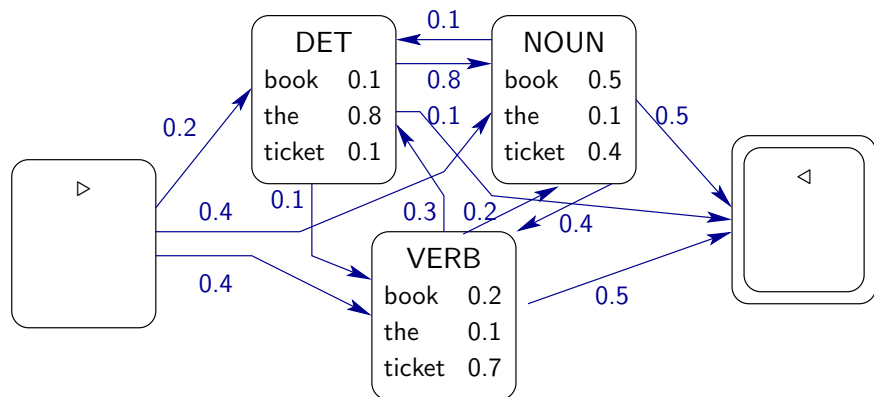 0.1
DET NOUN
book 0.1 0.8 book 0.5
0.2 the 0.8 0.1 the 0.1 0.5
ticket 0.1 ticket 0.4
▷ ◁
0.4 0.1 0.3 0.2 0.4
VERB
0.4 book 0.2 0.5
the 0.1
ticket 0.7